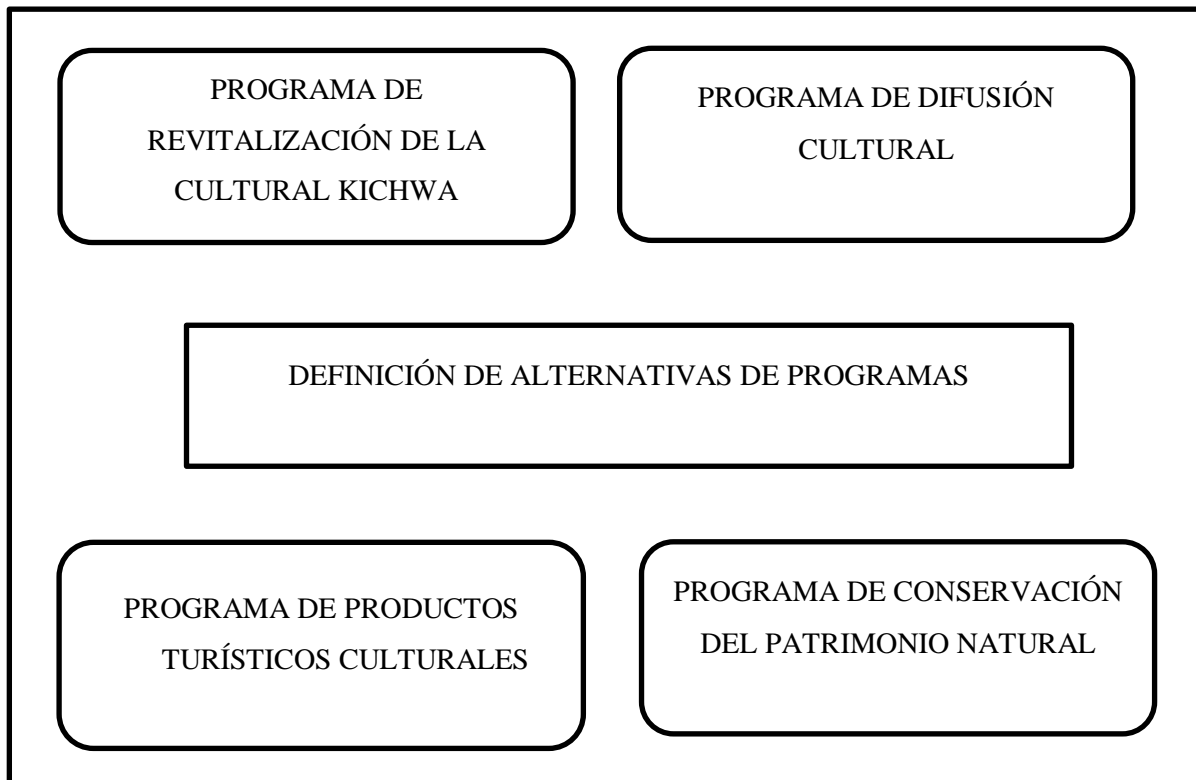 PROGRAMA DE
REVITALIZACIÓN DE LA
CULTURAL KICHWA
PROGRAMA DE DIFUSIÓN
CULTURAL
DEFINICIÓN DE ALTERNATIVAS DE PROGRAMAS
PROGRAMA DE PRODUCTOS
TURÍSTICOS CULTURALES
PROGRAMA DE CONSERVACIÓN
DEL PATRIMONIO NATURAL